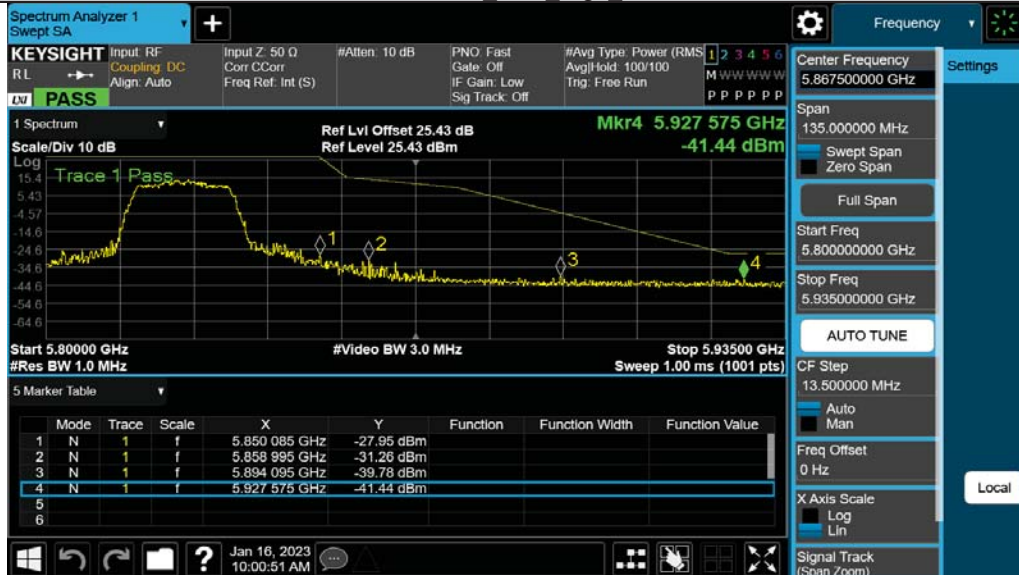 Spectrum Analyzer 1
Swept SA
+
Frequency
KEYSIGHT
RL
LXI PASS
Input: RF
Coupling: DC
Align: Auto
Input Z: 50 Ω
Corr CCorr
Freq Ref: Int (S)
#Atten: 10 dB
PNO: Fast
Gate: Off
IF Gain: Low
Sig Track: Off
#Avg Type: Power (RMS
Avg|Hold: 100/100
Trig: Free Run
1 2 3 4 5 6
M W W W W W
P P P P P P
Center Frequency
5.867500000 GHz
Settings
1 Spectrum
Scale/Div 10 dB
Ref Lvl Offset 25.43 dB
Ref Level 25.43 dBm
Mkr4 5.927 575 GHz
-41.44 dBm
Span
135.000000 MHz
Swept Span
Zero Span
Full Span
Start Freq
5.800000000 GHz
Stop Freq
5.935000000 GHz
AUTO TUNE
CF Step
13.500000 MHz
Auto
Man
Freq Offset
0 Hz
X Axis Scale
Log
Lin
Signal Track
(Span Zoom)
Local
Log
Trace 1 Pass
15.4
5.43
-4.57
-14.6
-24.6
-34.6
-44.6
-54.6
-64.6
1
2
3
4
Start 5.80000 GHz
#Video BW 3.0 MHz
Stop 5.93500 GHz
#Res BW 1.0 MHz
Sweep 1.00 ms (1001 pts)
5 Marker Table
Mode Trace Scale X Y Function Function Width Function Value
1 N 1 f 5.850 085 GHz -27.95 dBm
2 N 1 f 5.858 995 GHz -31.26 dBm
3 N 1 f 5.894 095 GHz -39.78 dBm
4 N 1 f 5.927 575 GHz -41.44 dBm
5
6
?
Jan 16, 2023
10:00:51 AM